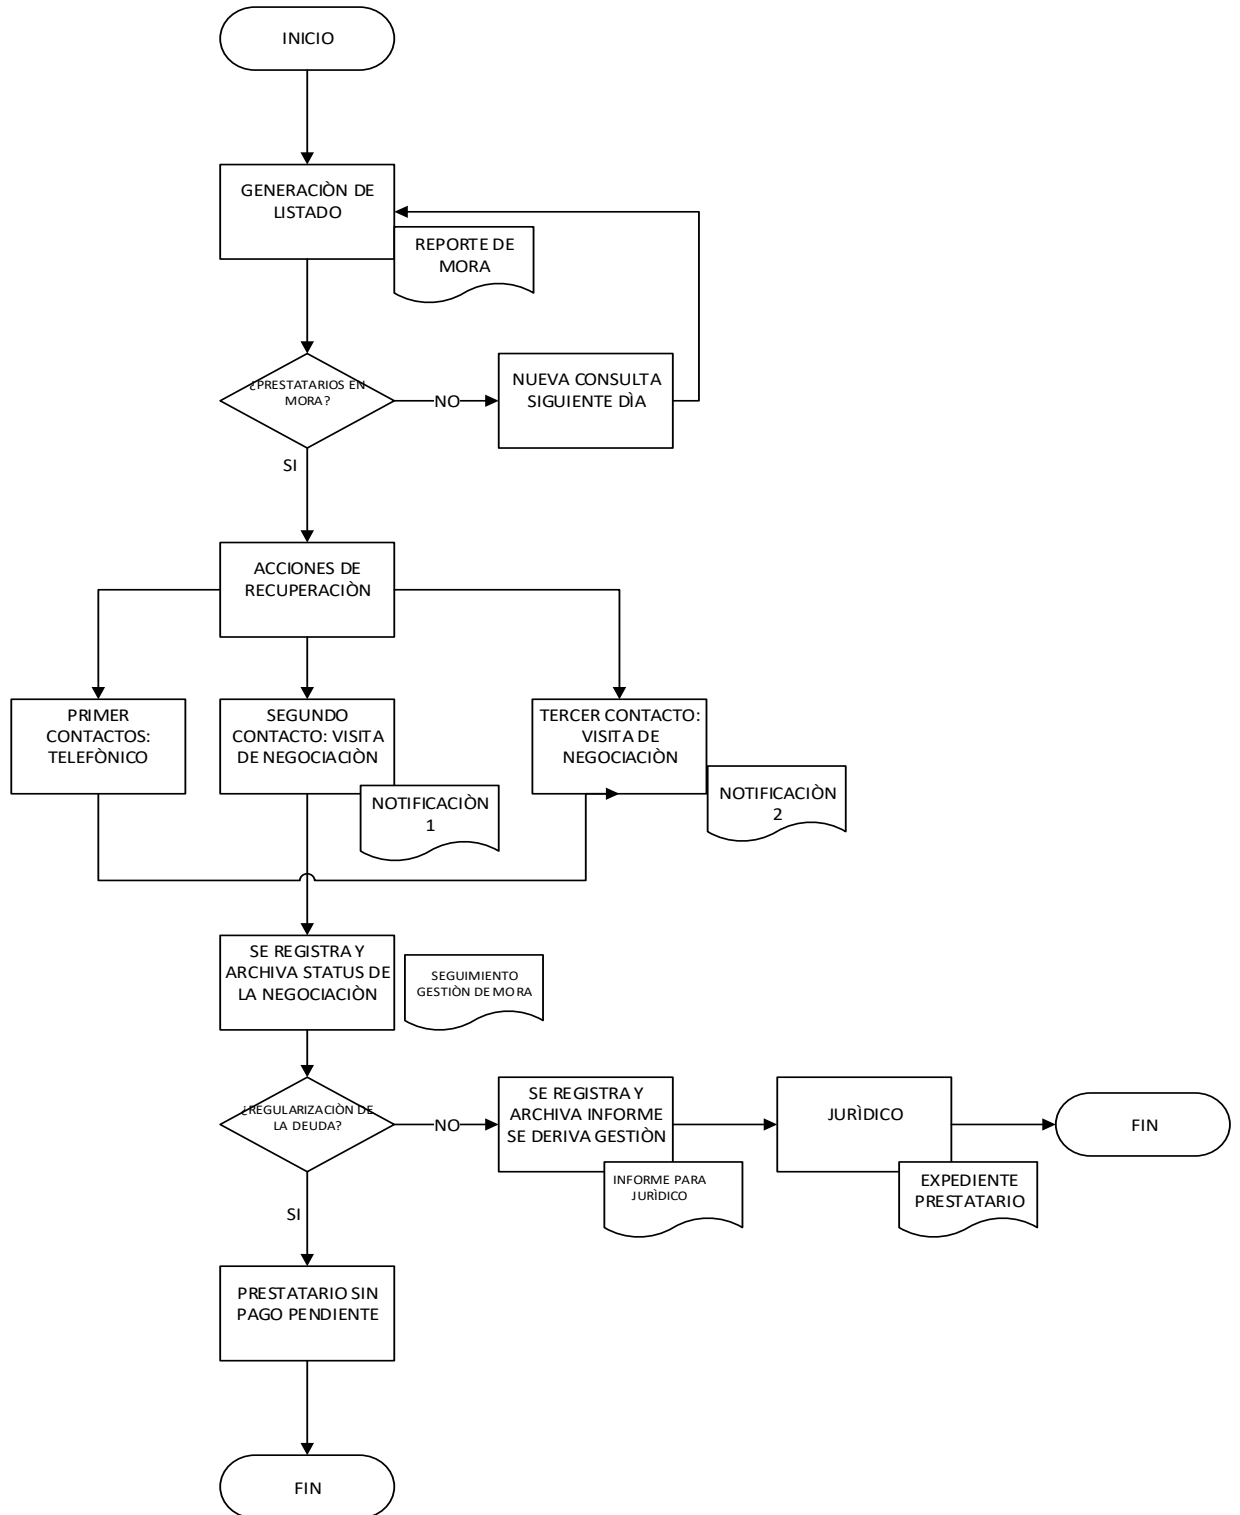 INICIO
GENERACIÒN DE
LISTADO
REPORTE DE
MORA
¿PRESTATARIOS EN
MORA?
NO
NUEVA CONSULTA
SIGUIENTE DÌA
SI
ACCIONES DE
RECUPERACIÒN
PRIMER
CONTACTOS:
TELEFÒNICO
SEGUNDO
CONTACTO: VISITA
DE NEGOCIACIÒN
TERCER CONTACTO:
VISITA DE
NEGOCIACIÒN
NOTIFICACIÒN
1
NOTIFICACIÒN
2
SE REGISTRA Y
ARCHIVA STATUS DE
LA NEGOCIACIÒN
SEGUIMIENTO
GESTIÒN DE MORA
¿REGULARIZACIÒN DE
LA DEUDA?
NO
SE REGISTRA Y
ARCHIVA INFORME
SE DERIVA GESTIÒN
JURÌDICO
FIN
INFORME PARA
JURÌDICO
EXPEDIENTE
PRESTATARIO
SI
PRESTATARIO SIN
PAGO PENDIENTE
FIN